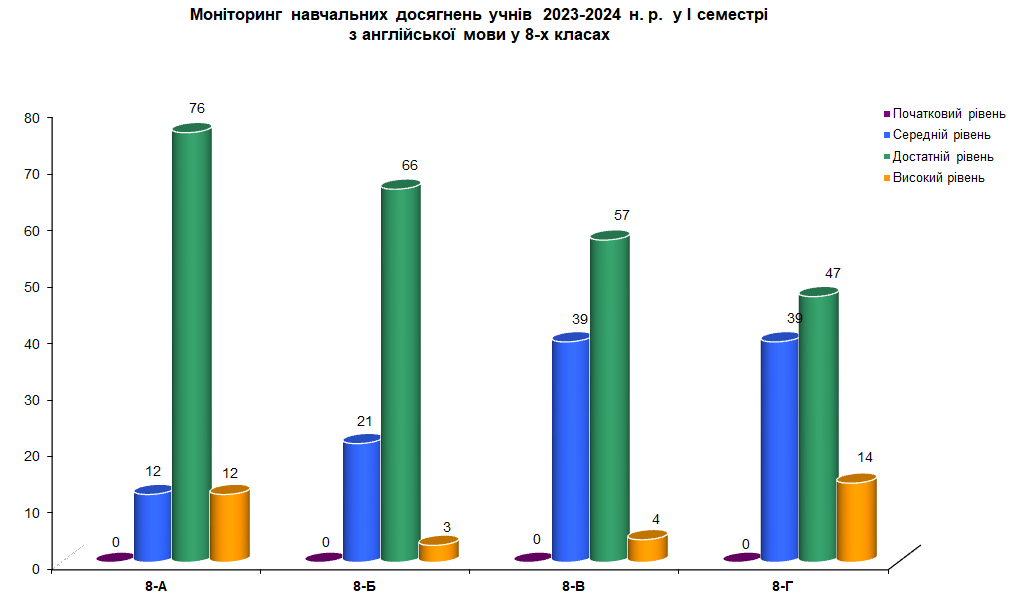 Моніторинг навчальних досягнень учнів 2023-2024 н. р. у І семестрі
з англійської мови у 8-х класах
Початковий рівень
Середній рівень
Достатній рівень
Високий рівень
80
70
60
50
40
30
20
10
0
0
12
76
12
0
21
66
3
0
39
57
4
0
39
47
14
8-А
8-Б
8-В
8-Г